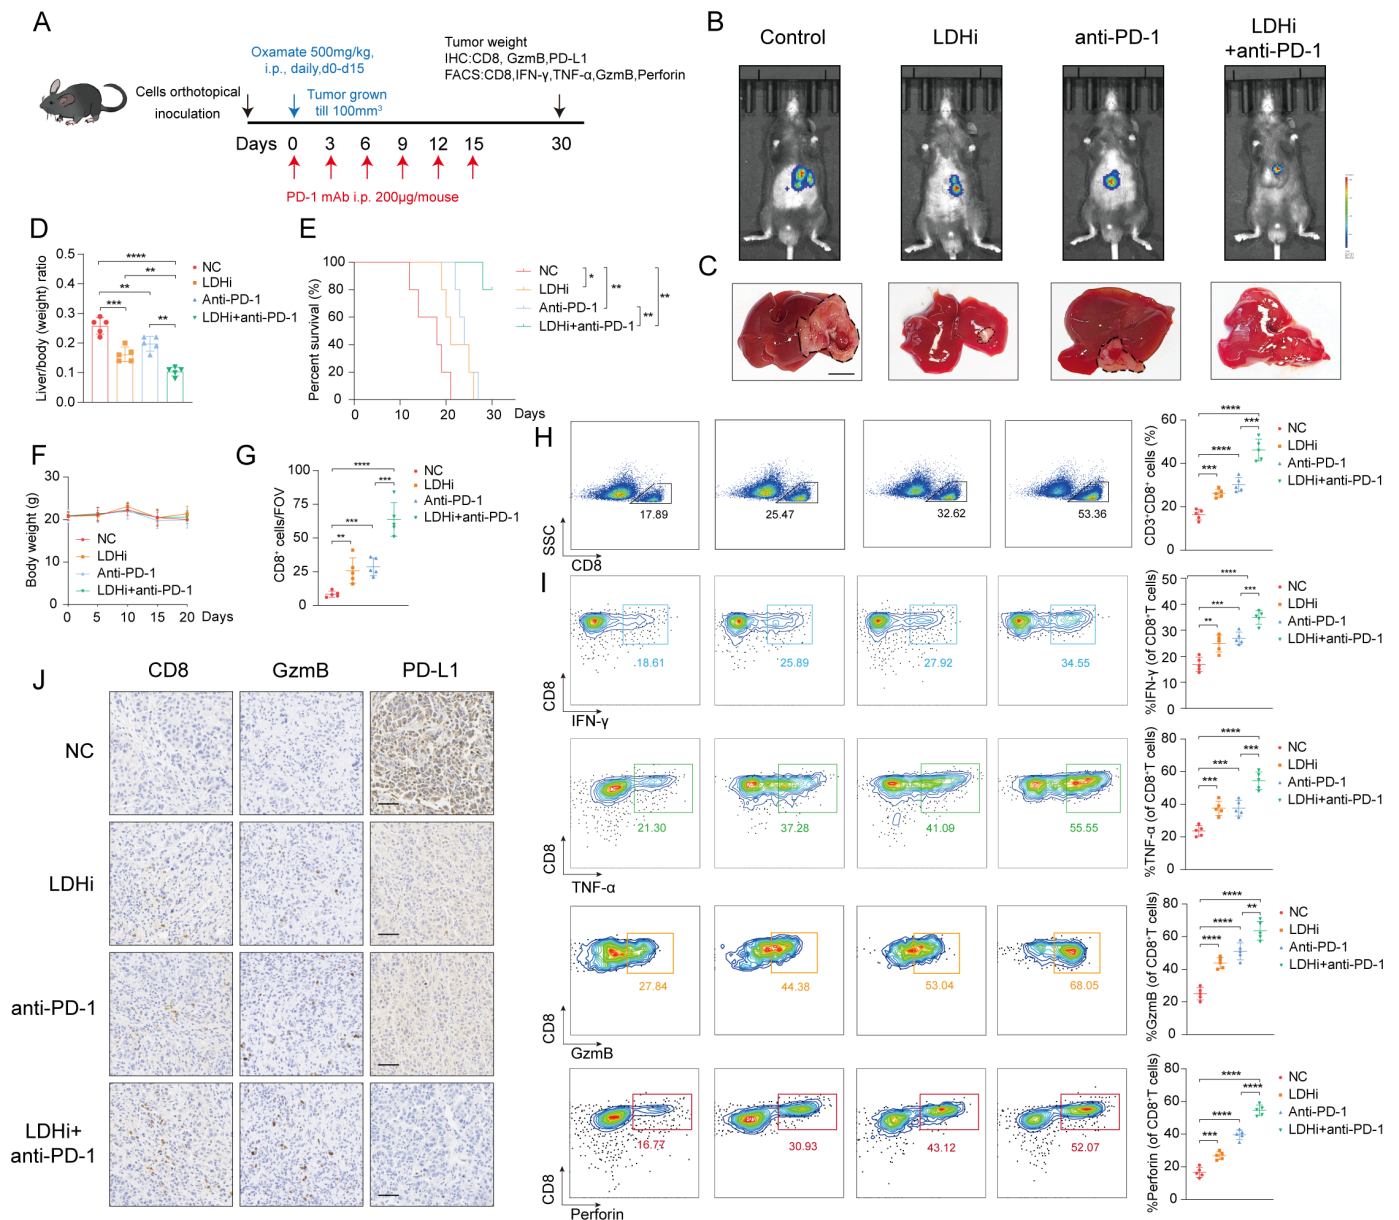 A
Oxamate 500mg/kg,
i.p., daily,d0-d15
Tumor weight
IHC:CD8, GzmB,PD-L1
FACS:CD8,IFN-γ,TNF-α,GzmB,Perforin
Cells orthotopical
inoculation
Tumor grown
till 100mm³
Days 0 3 6 9 12 15 30
PD-1 mAb i.p. 200μg/mouse
B
Control
LDHi
anti-PD-1
LDHi
+anti-PD-1
C
D
Liver/body (weight) ratio
0.5
0.4
0.3
0.2
0.1
0.0
****
**
**
***
**
NC
LDHi
Anti-PD-1
LDHi+anti-PD-1
E
Percent survival (%)
100
80
60
40
20
0
0 10 20 30 Days
NC
LDHi
Anti-PD-1
LDHi+anti-PD-1
*
**
**
**
F
Body weight (g)
30
20
10
0
0 5 10 15 20 Days
NC
LDHi
Anti-PD-1
LDHi+anti-PD-1
G
CD8⁺ cells/FOV
100
75
50
25
0
****
***
***
**
NC
LDHi
Anti-PD-1
LDHi+anti-PD-1
H
SSC
CD8
17.89
25.47
32.62
53.36
CD3⁺CD8⁺ cells (%)
60
40
20
0
****
***
****
***
NC
LDHi
Anti-PD-1
LDHi+anti-PD-1
I
CD8
IFN-γ
18.61
25.89
27.92
34.55
%IFN-γ (of CD8⁺T cells)
50
40
30
20
10
0
****
***
***
**
NC
LDHi
Anti-PD-1
LDHi+anti-PD-1
CD8
TNF-α
21.30
37.28
41.09
55.55
%TNF-α (of CD8⁺T cells)
80
60
40
20
0
****
***
***
***
NC
LDHi
Anti-PD-1
LDHi+anti-PD-1
CD8
GzmB
27.84
44.38
53.04
68.05
%GzmB (of CD8⁺T cells)
80
60
40
20
0
****
**
****
****
NC
LDHi
Anti-PD-1
LDHi+anti-PD-1
CD8
Perforin
16.77
30.93
43.12
52.07
%Perforin (of CD8⁺T cells)
80
60
40
20
0
****
****
****
***
NC
LDHi
Anti-PD-1
LDHi+anti-PD-1
J
CD8
GzmB
PD-L1
NC
LDHi
anti-PD-1
LDHi+
anti-PD-1